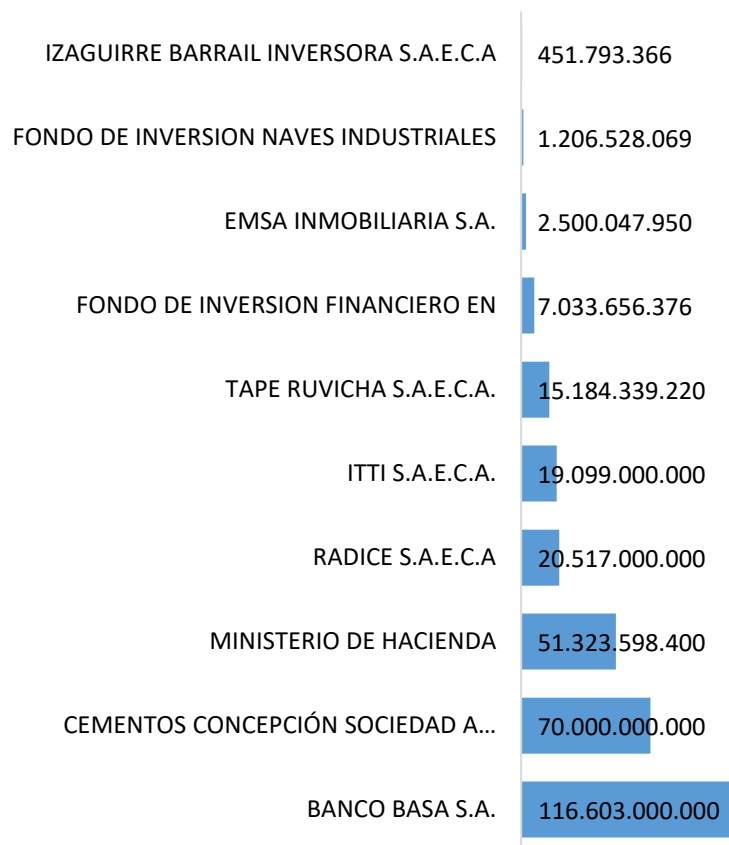 IZAGUIRRE BARRAIL INVERSORA S.A.E.C.A 451.793.366
FONDO DE INVERSION NAVES INDUSTRIALES 1.206.528.069
EMSA INMOBILIARIA S.A. 2.500.047.950
FONDO DE INVERSION FINANCIERO EN 7.033.656.376
TAPE RUVICHA S.A.E.C.A. 15.184.339.220
ITTI S.A.E.C.A. 19.099.000.000
RADICE S.A.E.C.A 20.517.000.000
MINISTERIO DE HACIENDA 51.323.598.400
CEMENTOS CONCEPCIÓN SOCIEDAD A... 70.000.000.000
BANCO BASA S.A. 116.603.000.000